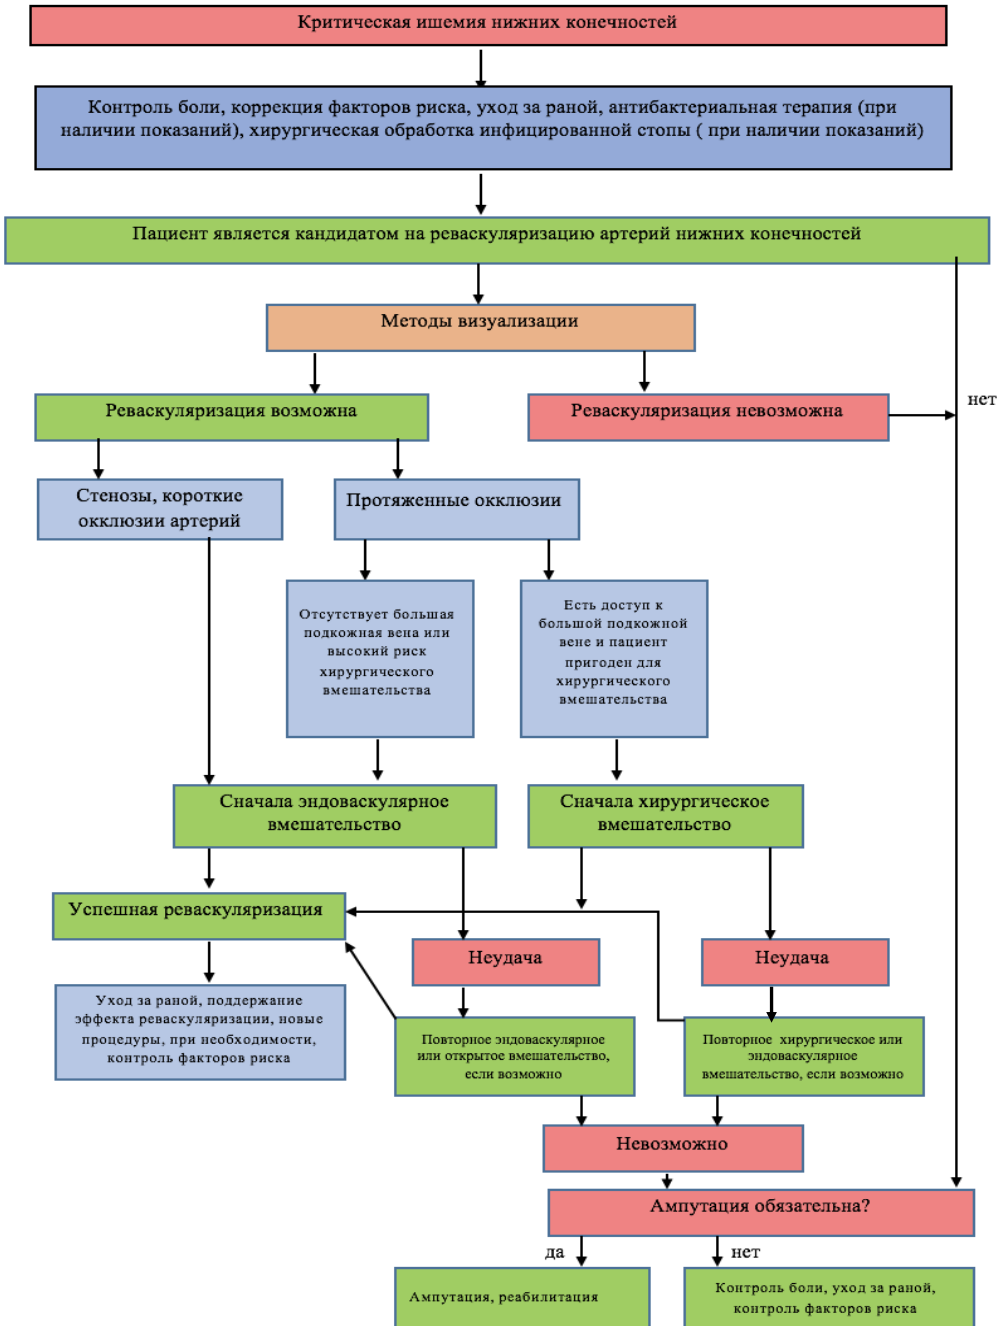 Критическая ишемия нижних конечностей
Контроль боли, коррекция факторов риска, уход за раной, антибактериальная терапия (при
наличии показаний), хирургическая обработка инфицированной стопы ( при наличии показаний)
Пациент является кандидатом на реваскуляризацию артерий нижних конечностей
Методы визуализации
нет
Реваскуляризация возможна
Реваскуляризация невозможна
Стенозы, короткие
окклюзии артерий
Протяженные окклюзии
Отсутствует большая
подкожная вена или
высокий риск
хирургического
вмешательства
Есть доступ к
большой подкожной
вене и пациент
пригоден для
хирургического
вмешательства
Сначала эндоваскулярное
вмешательство
Сначала хирургическое
вмешательство
Успешная реваскуляризация
Неудача
Неудача
Уход за раной, поддержание
эффекта реваскуляризации, новые
процедуры, при необходимости,
контроль факторов риска
Повторное эндоваскулярное
или открытое вмешательство,
если возможно
Повторное хирургическое или
эндоваскулярное
вмешательство, если возможно
Невозможно
Ампутация обязательна?
да
нет
Ампутация, реабилитация
Контроль боли, уход за раной,
контроль факторов риска